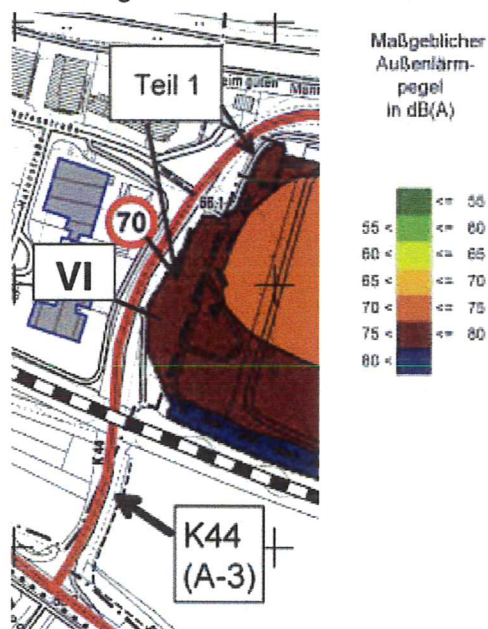 Teil 1
70
VI
K44
K44
(A-3)
Maßgeblicher
Außenlärm-
pegel
in dB(A)
<= 55
55 < <= 60
60 < <= 65
65 < <= 70
70 < <= 75
75 < <= 80
80 <